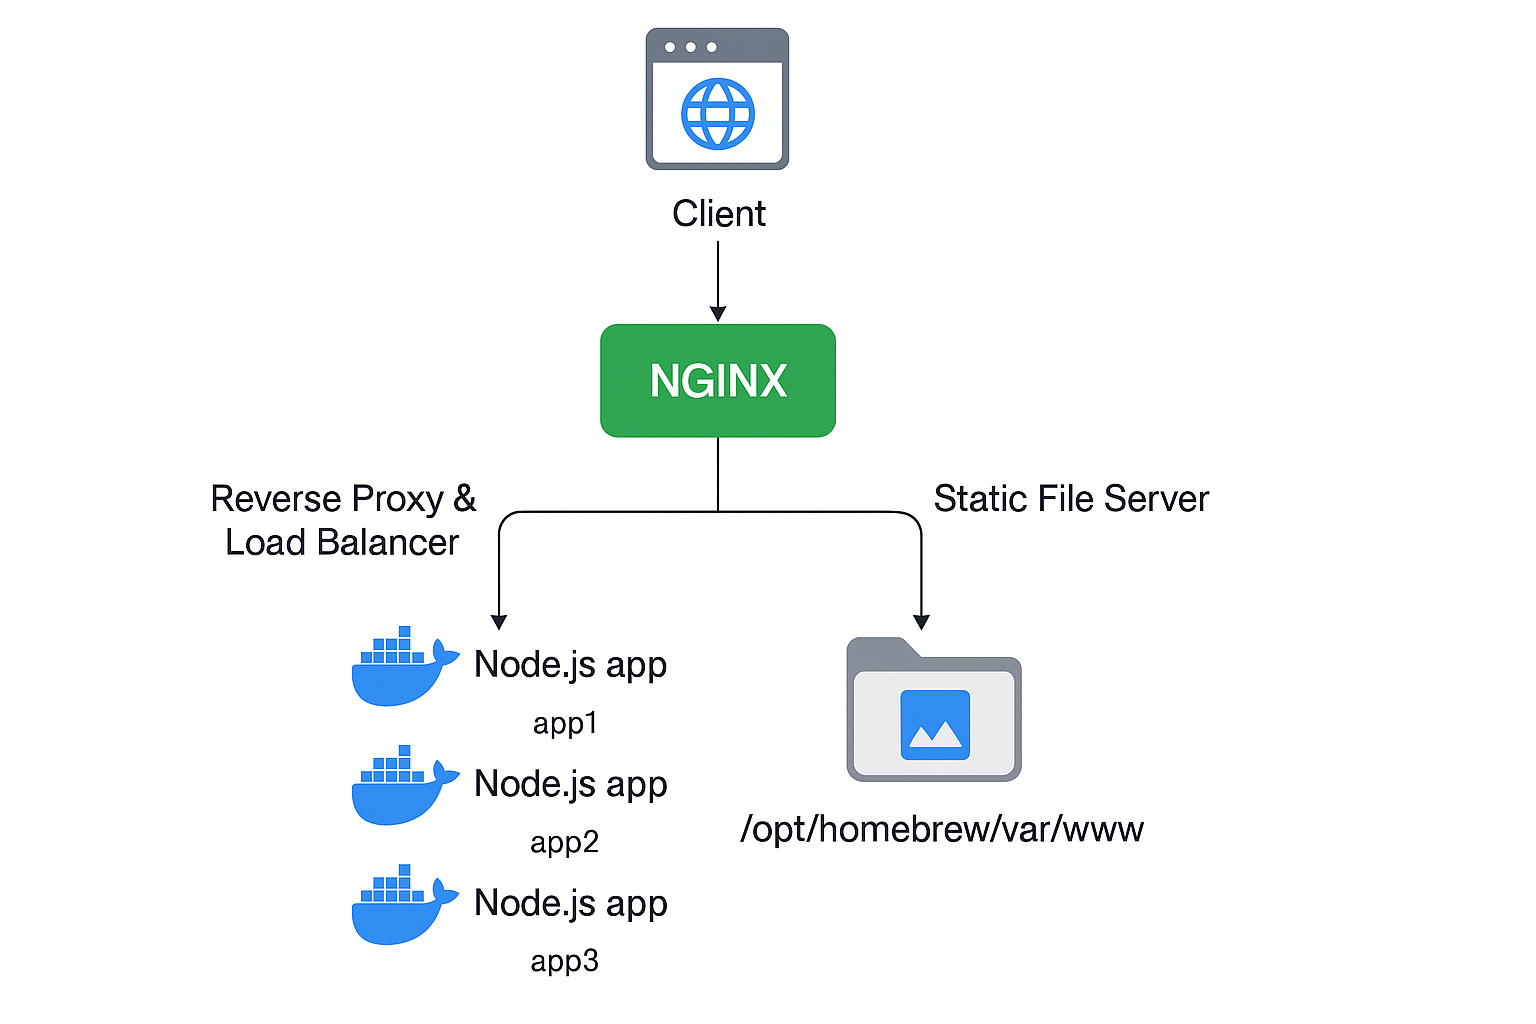 Client
NGINX
Reverse Proxy &
Load Balancer
Static File Server
Node.js app
app1
Node.js app
app2
Node.js app
app3
/opt/homebrew/var/www